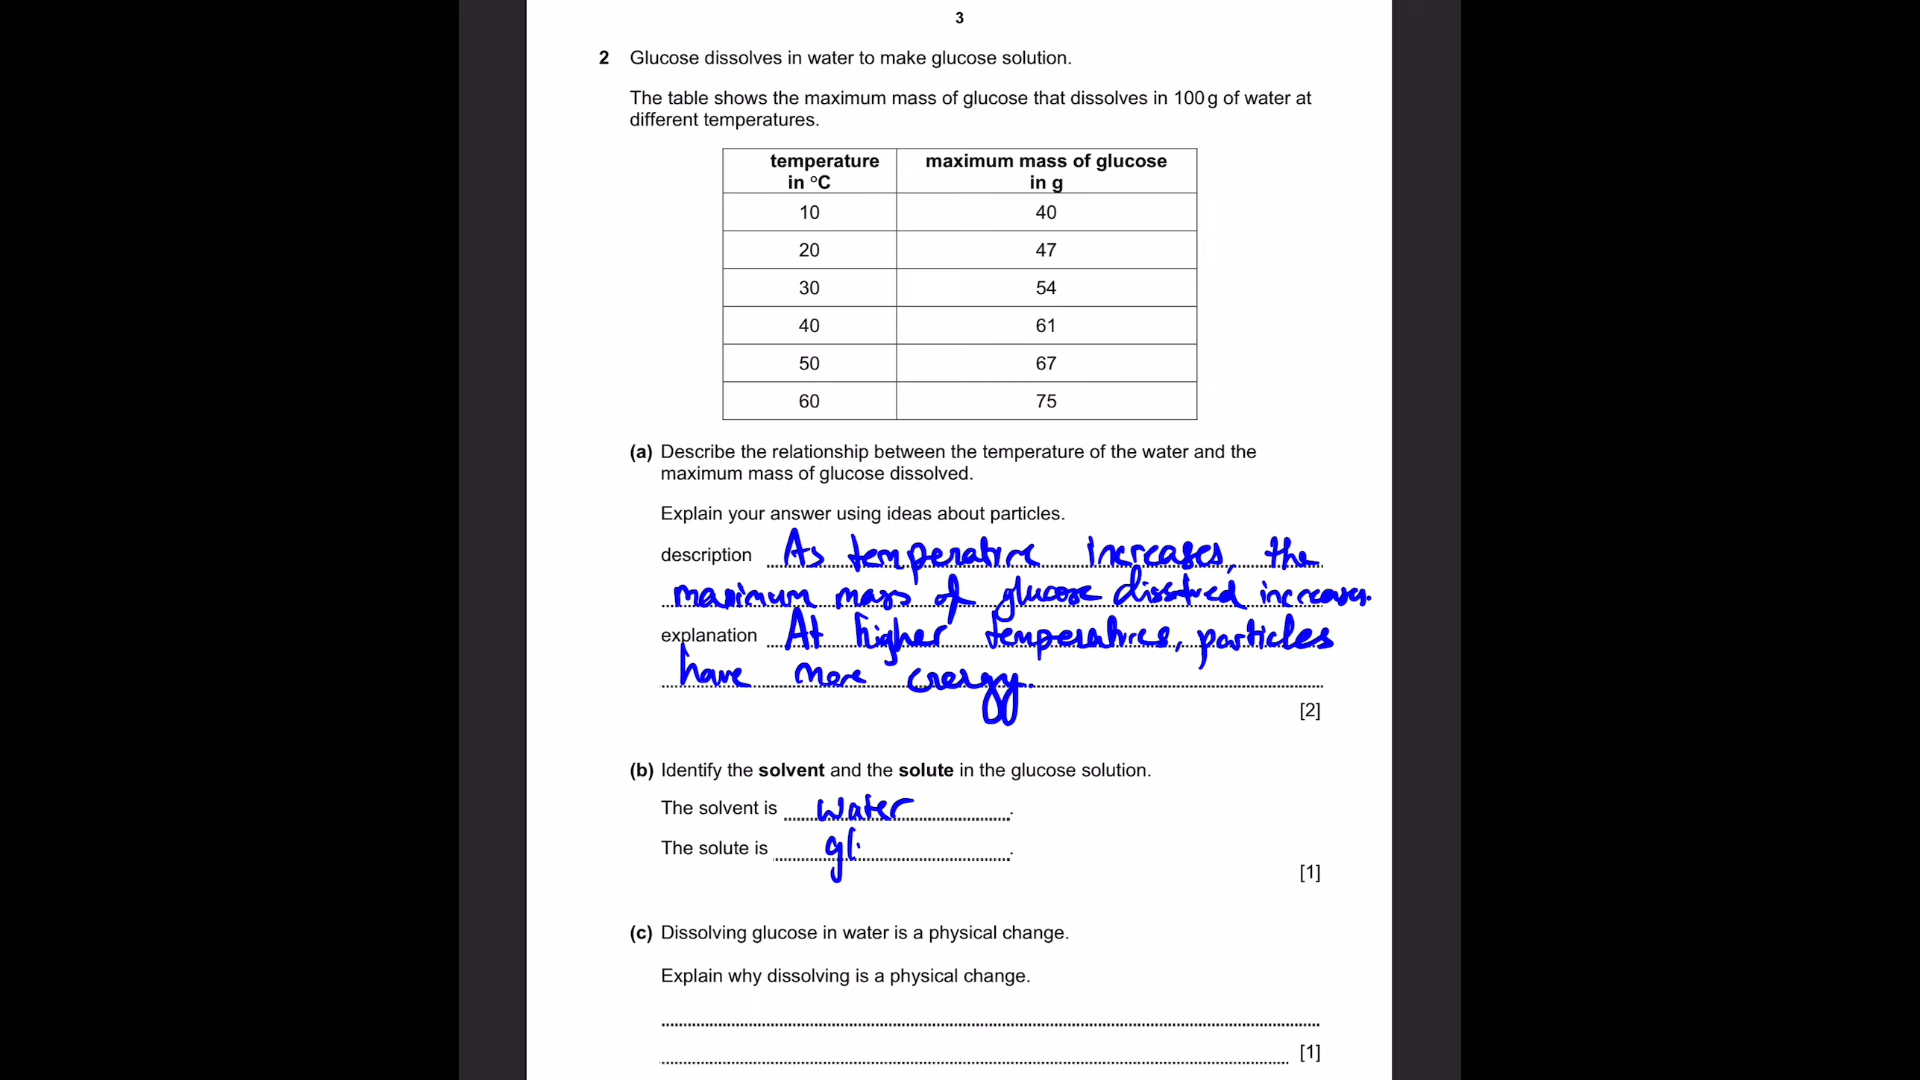 3
2 Glucose dissolves in water to make glucose solution.
The table shows the maximum mass of glucose that dissolves in 100 g of water at
different temperatures.
temperature maximum mass of glucose
in °C in g
10 40
20 47
30 54
40 61
50 67
60 75
(a) Describe the relationship between the temperature of the water and the
maximum mass of glucose dissolved.
Explain your answer using ideas about particles.
description As temperature increases, the
maximum mass of glucose dissolved increases.
explanation At higher temperatures, particles
have more energy.
[2]
(b) Identify the solvent and the solute in the glucose solution.
The solvent is water.
The solute is gl.
[1]
(c) Dissolving glucose in water is a physical change.
Explain why dissolving is a physical change.
[1]